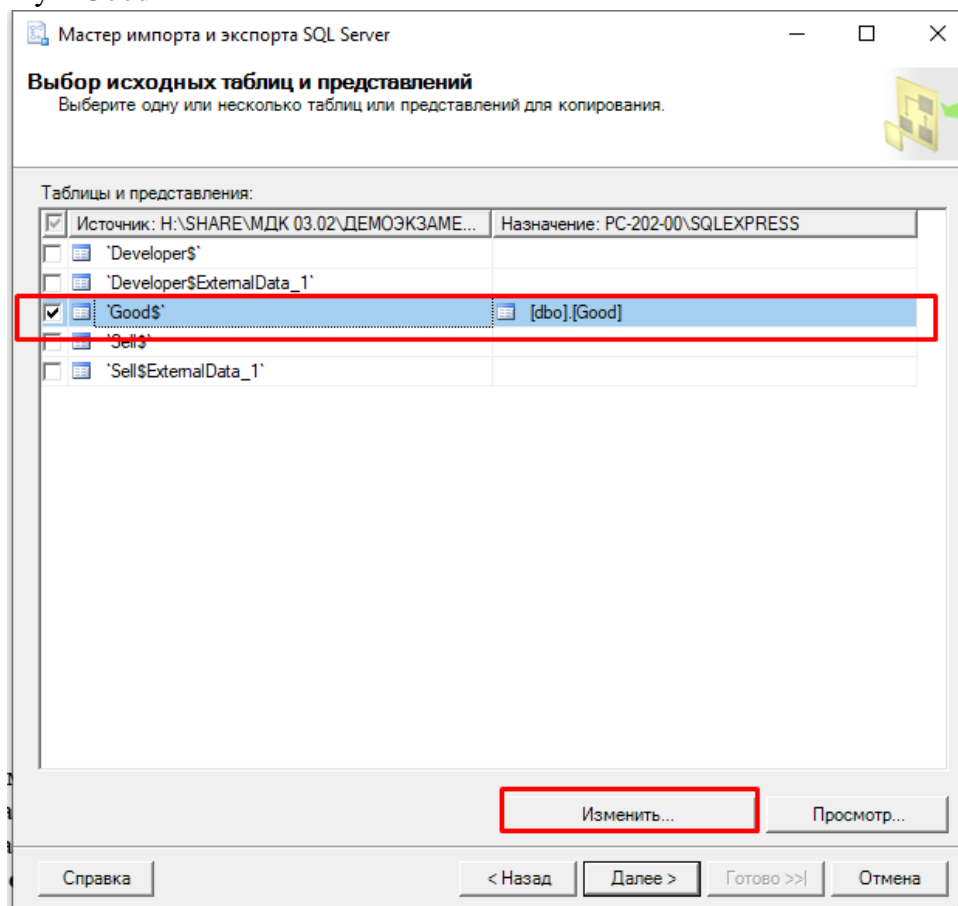 Мастер импорта и экспорта SQL Server
Выбор исходных таблиц и представлений
Выберите одну или несколько таблиц или представлений для копирования.
Таблицы и представления:
Источник: H:\SHARE\МДК 03.02\ДЕМОЭКЗАМЕ... Назначение: PC-202-00\SQLEXPRESS
`Developer$`
`Developer$ExternalData_1`
`Good$` [dbo].[Good]
`Sell$`
`Sell$ExternalData_1`
Изменить... Просмотр...
Справка < Назад Далее > Готово >>| Отмена